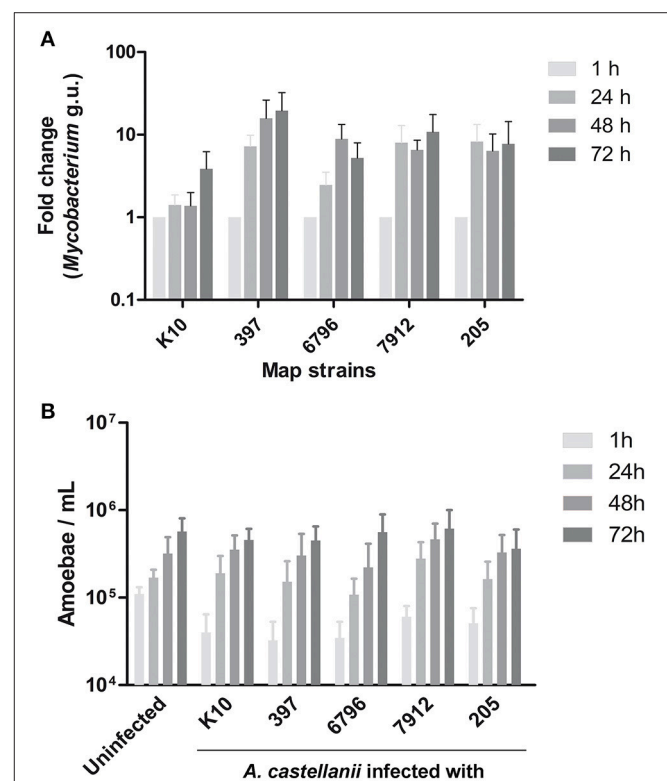 A
Fold change
(Mycobacterium g.u.)
100
10
1
0.1
K10
397
6796
7912
205
Map strains
1 h
24 h
48 h
72 h
B
Amoebae / mL
10⁷
10⁶
10⁵
10⁴
Uninfected
K10
397
6796
7912
205
A. castellanii infected with
1h
24h
48h
72h